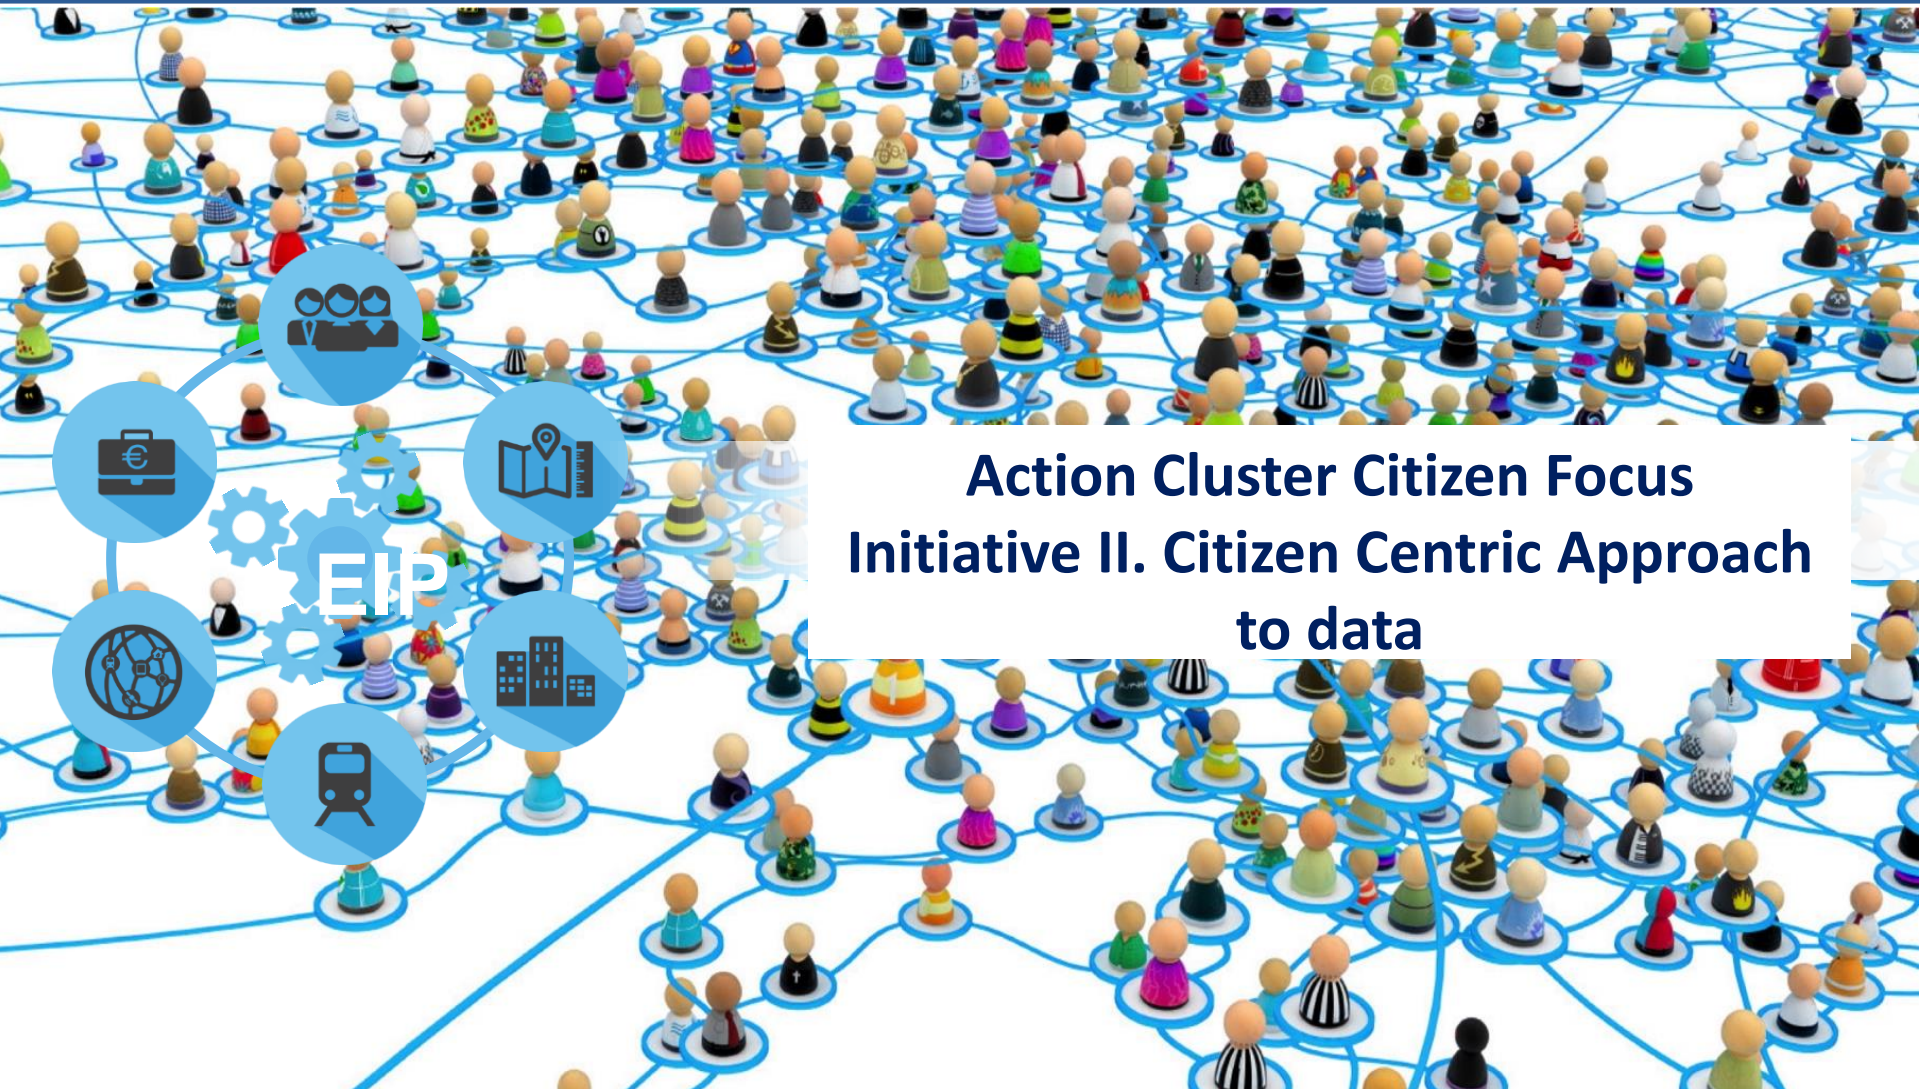 Action Cluster Citizen Focus
Initiative II. Citizen Centric Approach
to data
EIP